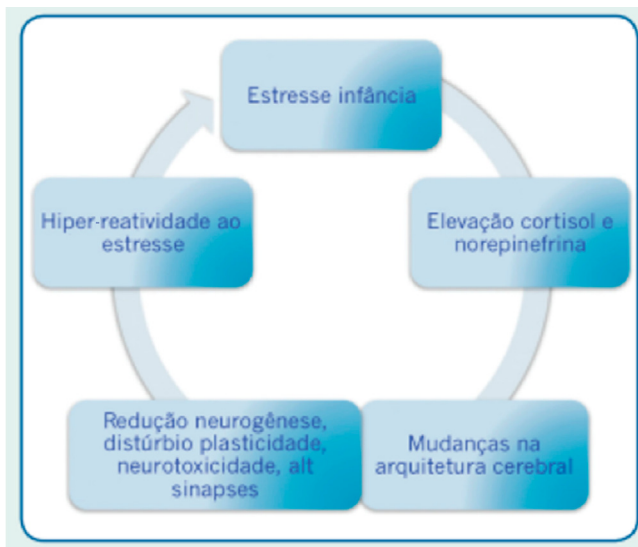 Estresse infância
Elevação cortisol e
norepinefrina
Mudanças na
arquitetura cerebral
Redução neurogênese,
distúrbio plasticidade,
neurotoxicidade, alt
sinapses
Hiper-reatividade ao
estresse